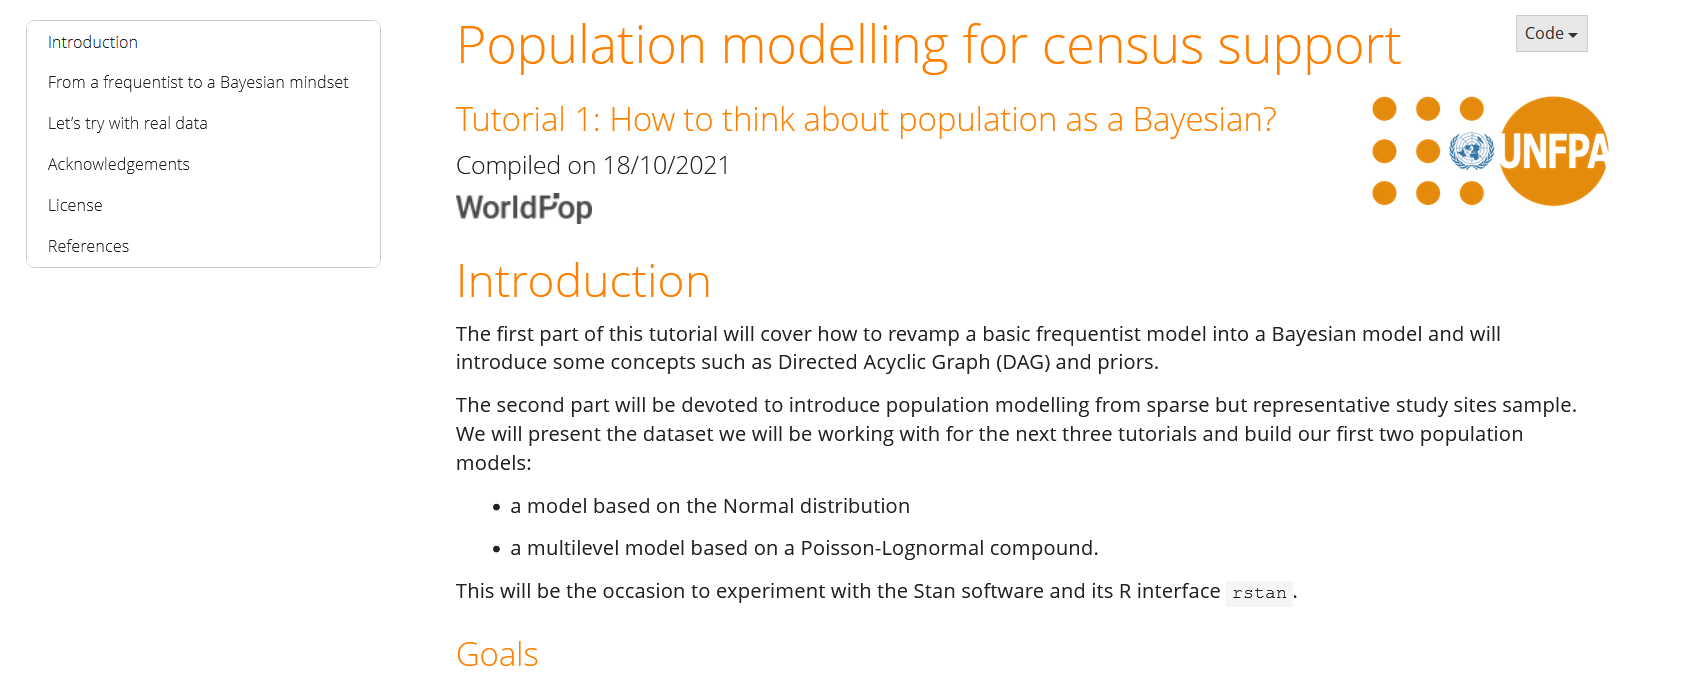 Introduction
From a frequentist to a Bayesian mindset
Let’s try with real data
Acknowledgements
License
References
Population modelling for census support
Code
Tutorial 1: How to think about population as a Bayesian?
Compiled on 18/10/2021
WorldPop
UNFPA
Introduction
The first part of this tutorial will cover how to revamp a basic frequentist model into a Bayesian model and will
introduce some concepts such as Directed Acyclic Graph (DAG) and priors.
The second part will be devoted to introduce population modelling from sparse but representative study sites sample.
We will present the dataset we will be working with for the next three tutorials and build our first two population
models:
• a model based on the Normal distribution
• a multilevel model based on a Poisson-Lognormal compound.
This will be the occasion to experiment with the Stan software and its R interface rstan.
Goals